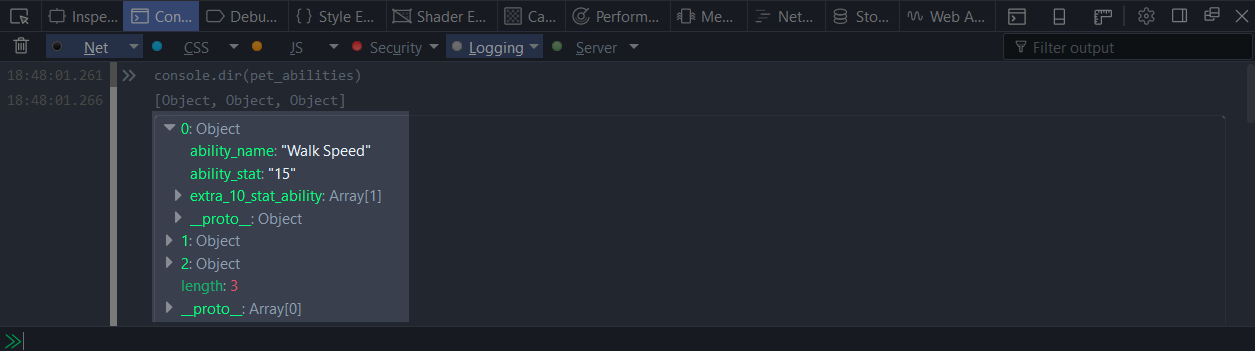 Inspe... Con... Debu... Style E... Shader E... Ca... Perform... Me... Net... Sto... Web A...
Net CSS JS Security Logging Server Filter output
18:48:01.261 console.dir(pet_abilities)
18:48:01.266 [Object, Object, Object]
0: Object
ability_name: "Walk Speed"
ability_stat: "15"
extra_10_stat_ability: Array[1]
__proto__: Object
1: Object
2: Object
length: 3
__proto__: Array[0]